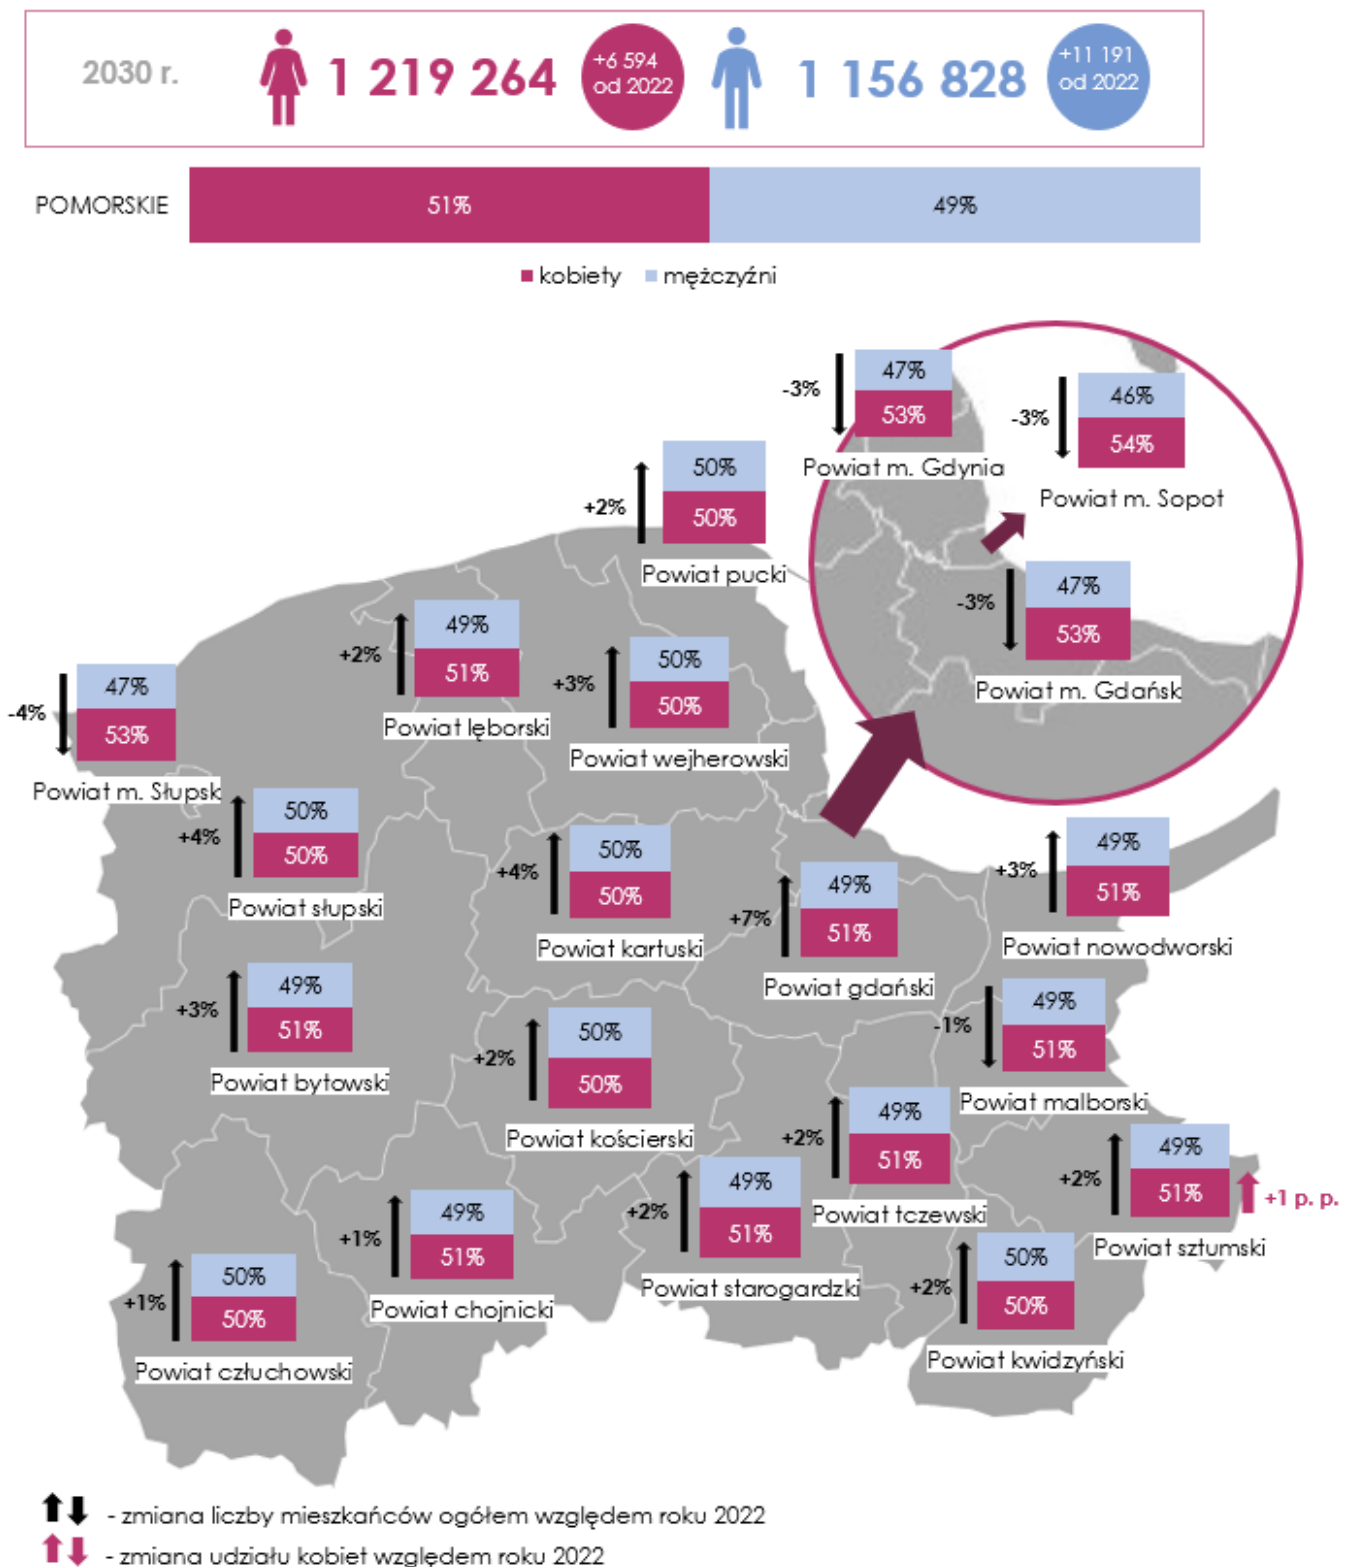 2030 r.
1 219 264
+6 594
od 2022
1 156 828
+11 191
od 2022
POMORSKIE
51%
49%
kobiety
mężczyźni
-3%
47%
53%
Powiat m. Gdynia
-3%
46%
54%
Powiat m. Sopot
+2%
50%
50%
Powiat pucki
-3%
47%
53%
Powiat m. Gdańsk
+2%
49%
51%
Powiat lęborski
+3%
50%
50%
Powiat wejherowski
-4%
47%
53%
Powiat m. Słupsk
+4%
50%
50%
Powiat słupski
+4%
50%
50%
Powiat kartuski
+7%
49%
51%
Powiat gdański
+3%
49%
51%
Powiat nowodworski
+3%
49%
51%
Powiat bytowski
+2%
50%
50%
Powiat kościerski
-1%
49%
51%
Powiat malborski
+2%
49%
51%
Powiat tczewski
+2%
49%
51%
+1 p. p.
Powiat sztumski
+2%
49%
51%
Powiat starogardzki
+1%
49%
51%
Powiat chojnicki
+1%
50%
50%
Powiat człuchowski
+2%
50%
50%
Powiat kwidzyński
- zmiana liczby mieszkańców ogółem względem roku 2022
- zmiana udziału kobiet względem roku 2022